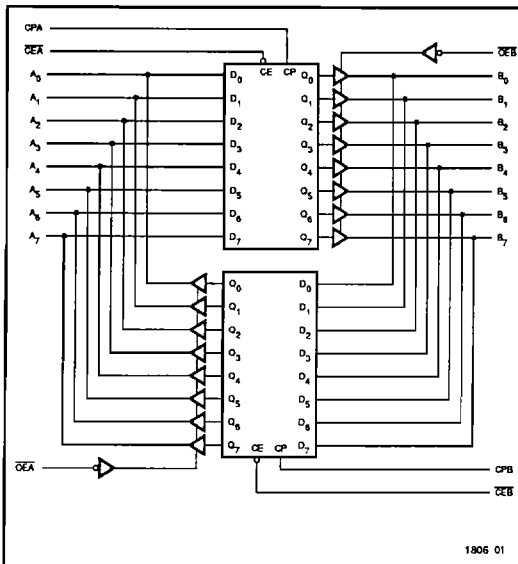 CPA
CEA
OEB
CE CP
A0 D0 Q0 B0
A1 D1 Q1 B1
A2 D2 Q2 B2
A3 D3 Q3 B3
A4 D4 Q4 B4
A5 D5 Q5 B5
A6 D6 Q6 B6
A7 D7 Q7 B7
Q0 D0
Q1 D1
Q2 D2
Q3 D3
Q4 D4
Q5 D5
Q6 D6
Q7 D7
OEA
CE CP
CPB
CEB
1806 01